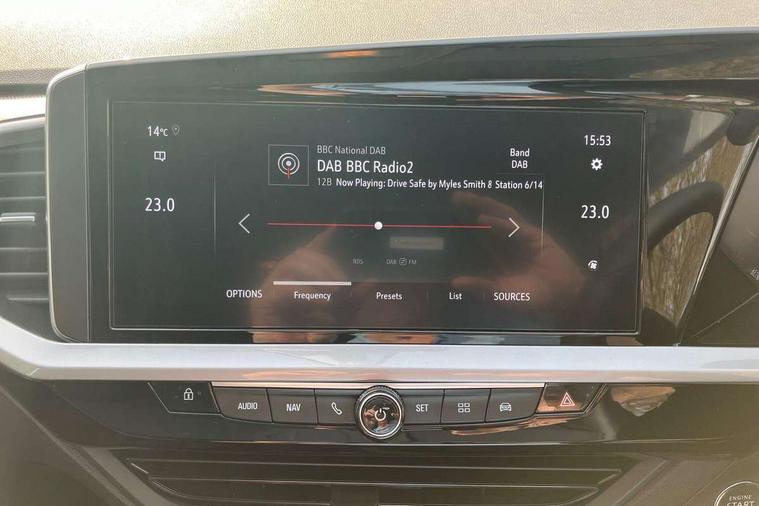 14°C
15:53
BBC National DAB
DAB BBC Radio2
Band
DAB
12B Now Playing: Drive Safe by Myles Smith & Station 6/14
23.0
23.0
RDS DAB FM
OPTIONS Frequency Presets List SOURCES
AUDIO NAV SET
ENGINE
START